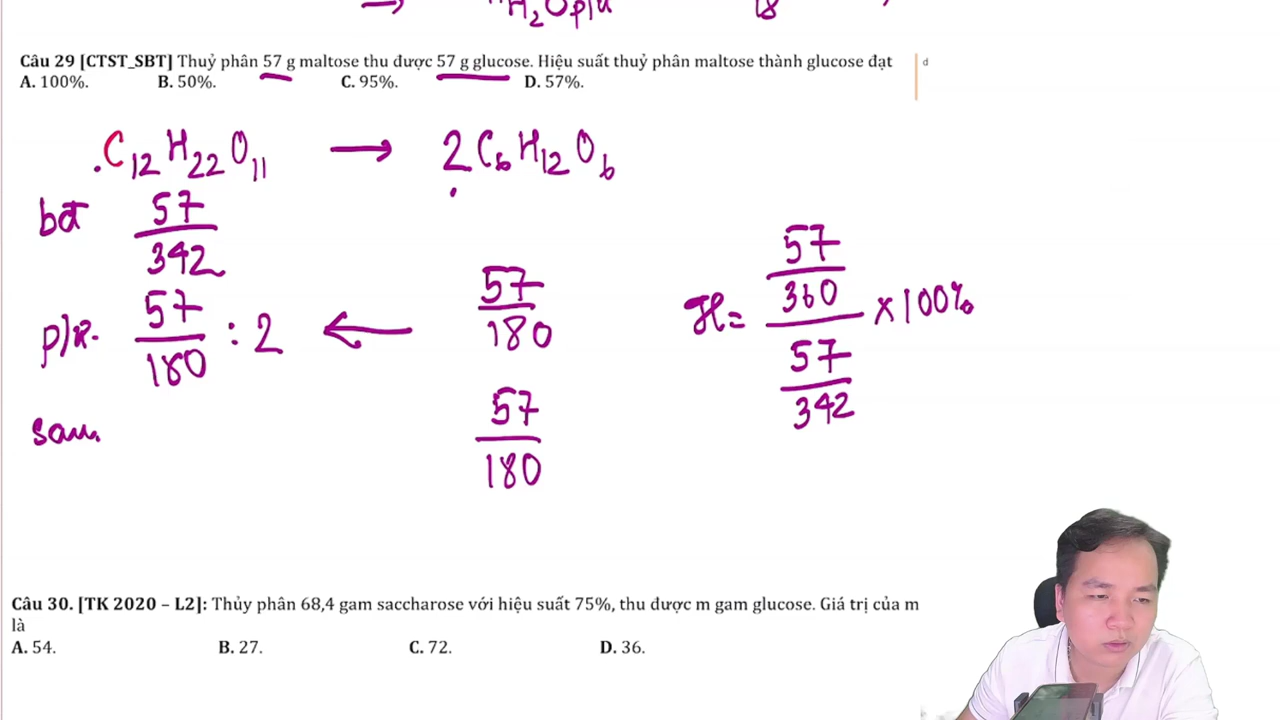 → H₂O p/ư 18
Câu 29 [CTST_SBT] Thuỷ phân 57 g maltose thu được 57 g glucose. Hiệu suất thuỷ phân maltose thành glucose đạt
A. 100%. B. 50%. C. 95%. D. 57%.
C₁₂H₂₂O₁₁ → 2C₆H₁₂O₆
bđ 57/342
p/ư. 57/180 : 2 ← 57/180
sau. 57/180
H = (57/360)/(57/342) × 100%
Câu 30. [TK 2020 – L2]: Thủy phân 68,4 gam saccharose với hiệu suất 75%, thu được m gam glucose. Giá trị của m
là
A. 54. B. 27. C. 72. D. 36.